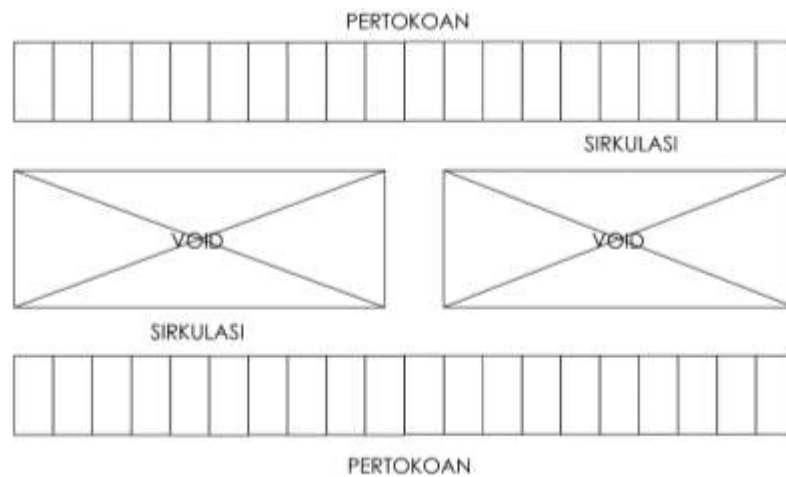 PERTOKOAN
SIRKULASI
VOID
VOID
SIRKULASI
PERTOKOAN